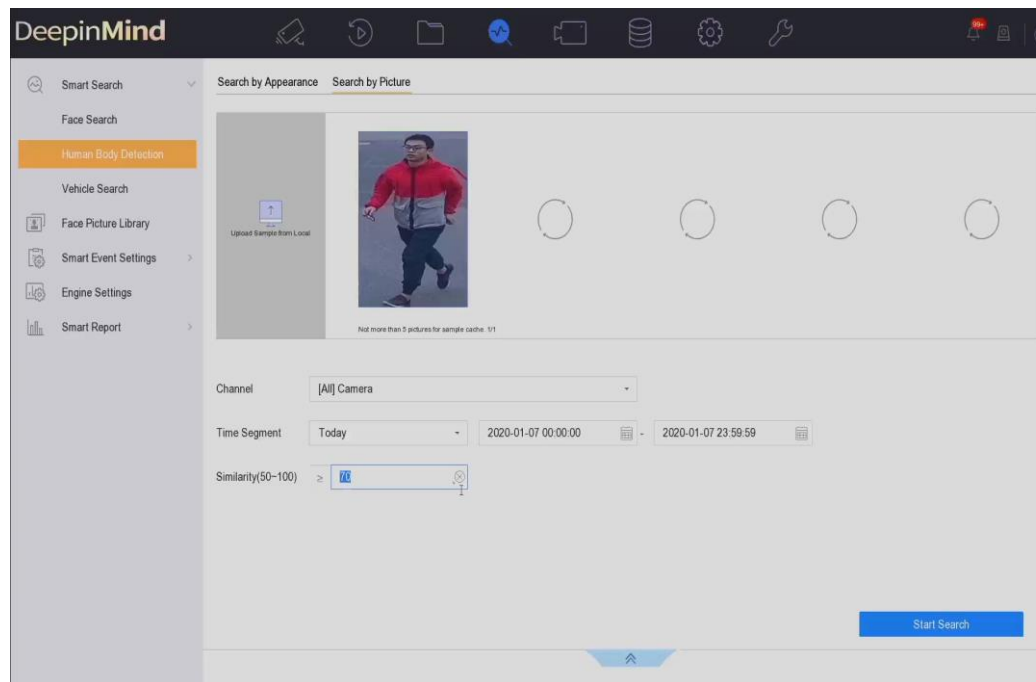 DeepinMind
99+
Smart Search
Face Search
Human Body Detection
Vehicle Search
Face Picture Library
Smart Event Settings
Engine Settings
Smart Report
Search by Appearance Search by Picture
Upload Sample from Local
Not more than 5 pictures for sample cache. 1/1
Channel [All] Camera
Time Segment Today 2020-01-07 00:00:00 - 2020-01-07 23:59:59
Similarity(50~100) ≥ 70
Start Search